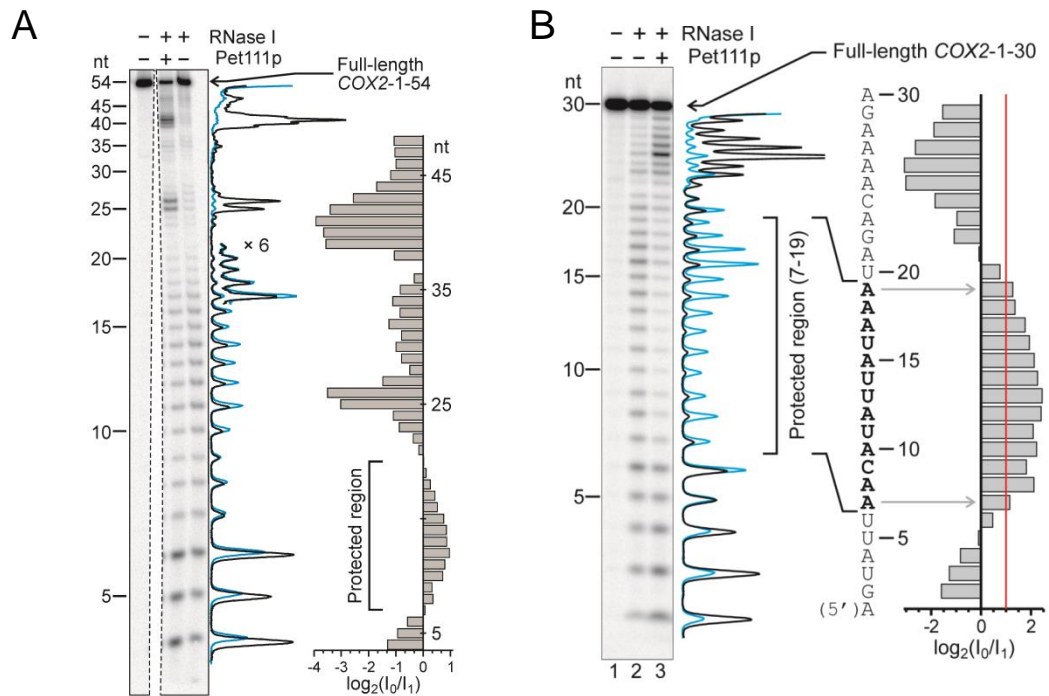 A
− + + RNase I
− + − Pet111p
nt
Full-length
COX2-1-54
54
45
40
35
30
25
20
15
10
5
× 6
nt
45
35
25
5
Protected region
-4 -3 -2 -1 0 1
log2(I0/I1)
B
− + + RNase I
− − + Pet111p
nt
Full-length COX2-1-30
30
20
15
10
5
1 2 3
Protected region (7-19)
AGAAAACAGAUAAAUAUUAUACAAUUAUGA
(5')
30
20
15
10
5
-2 0 2
log2(I0/I1)